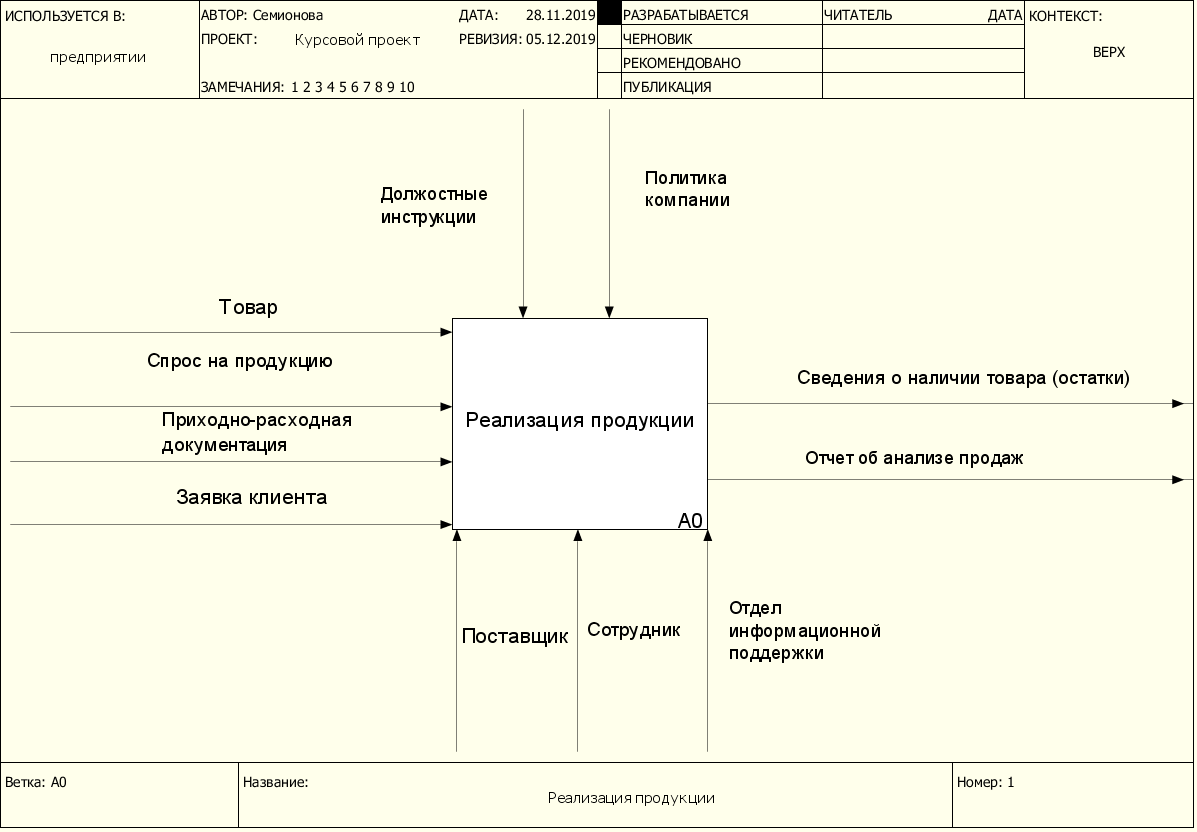 ИСПОЛЬЗУЕТСЯ В:
предприятии
АВТОР: Семионова
ДАТА: 28.11.2019
ПРОЕКТ: Курсовой проект
РЕВИЗИЯ: 05.12.2019
ЗАМЕЧАНИЯ: 1 2 3 4 5 6 7 8 9 10
РАЗРАБАТЫВАЕТСЯ
ЧЕРНОВИК
РЕКОМЕНДОВАНО
ПУБЛИКАЦИЯ
ЧИТАТЕЛЬ ДАТА
КОНТЕКСТ:
ВЕРХ
Должостные
инструкции
Политика
компании
Товар
Спрос на продукцию
Приходно-расходная
документация
Заявка клиента
Реализация продукции
A0
Сведения о наличии товара (остатки)
Отчет об анализе продаж
Поставщик
Сотрудник
Отдел
информационной
поддержки
Ветка: A0
Название:
Реализация продукции
Номер: 1